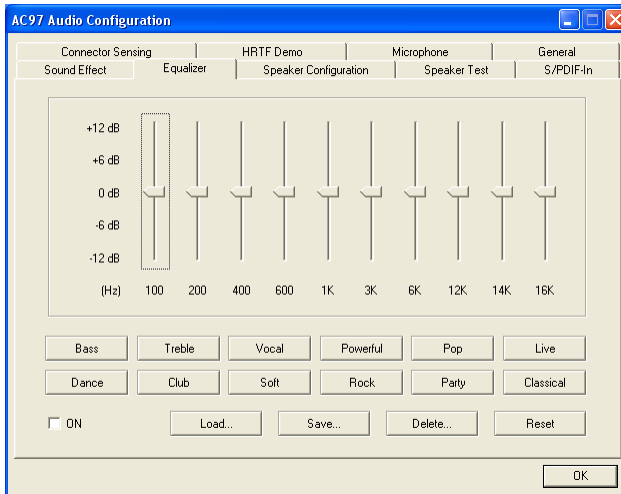 AC97 Audio Configuration
Connector Sensing HRTF Demo Microphone General
Sound Effect Equalizer Speaker Configuration Speaker Test S/PDIF-In
+12 dB
+6 dB
0 dB
-6 dB
-12 dB
(Hz) 100 200 400 600 1K 3K 6K 12K 14K 16K
Bass Treble Vocal Powerful Pop Live
Dance Club Soft Rock Party Classical
ON Load... Save... Delete... Reset
OK